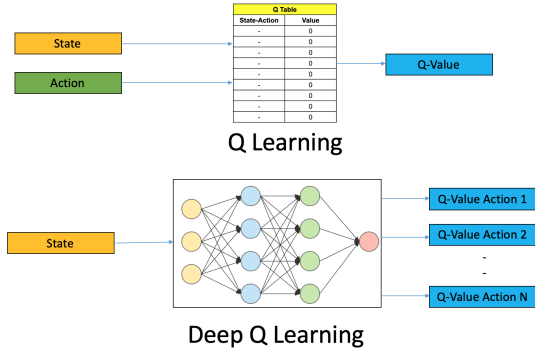 Q Table
State-Action Value
- 0
- 0
- 0
- 0
- 0
- 0
- 0
- 0
- 0
State
Action
Q-Value
Q Learning
State
Q-Value Action 1
Q-Value Action 2
-
-
Q-Value Action N
Deep Q Learning